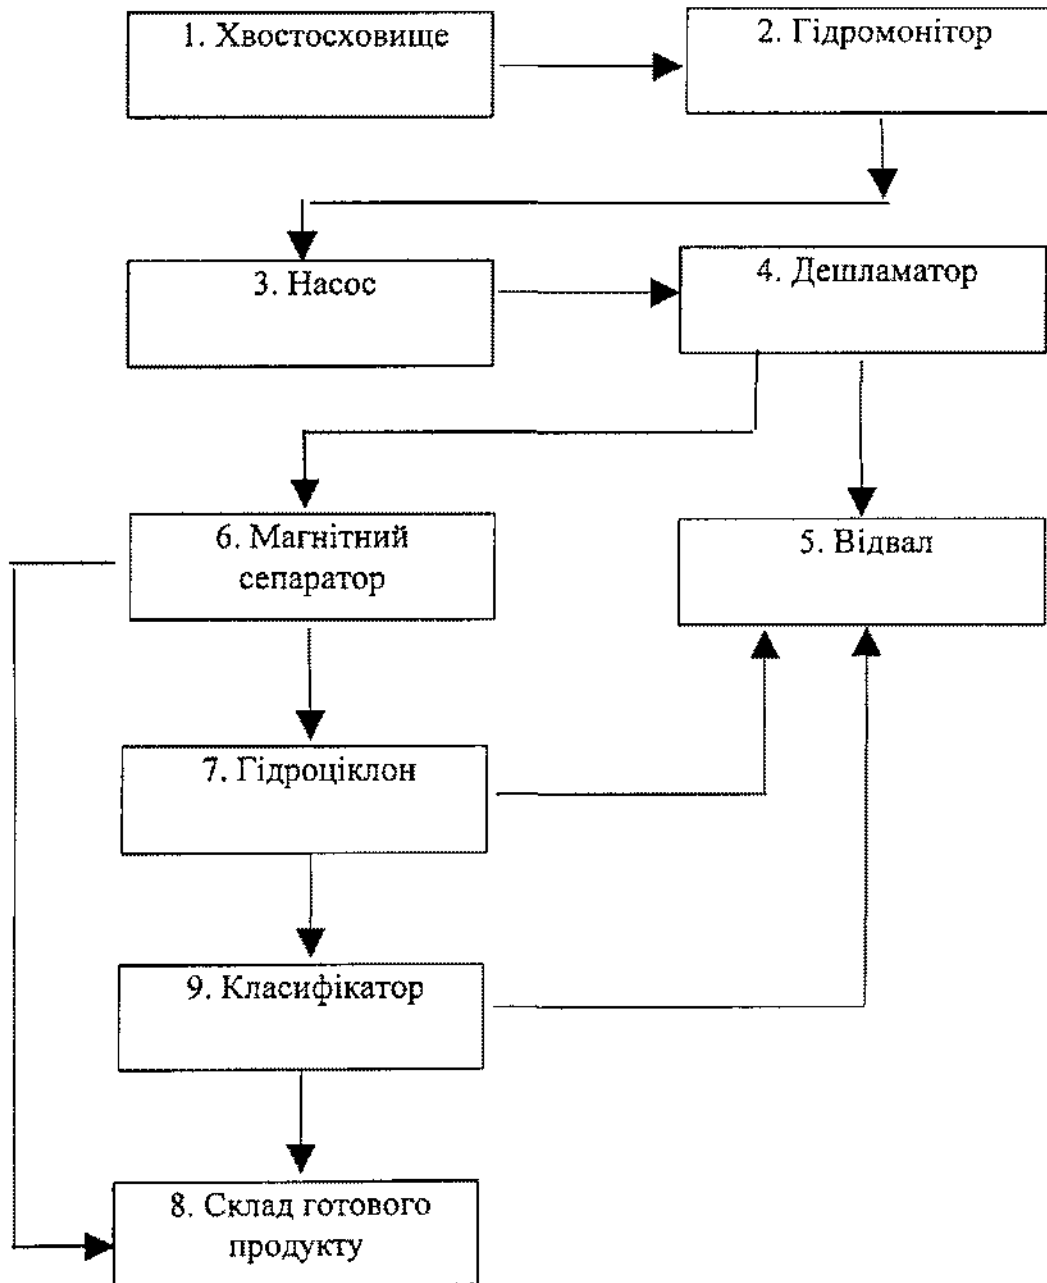 1. Хвостосховище
2. Гідромонітор
3. Насос
4. Дешламатор
6. Магнітний
сепаратор
5. Відвал
7. Гідроціклон
9. Класифікатор
8. Склад готового
продукту